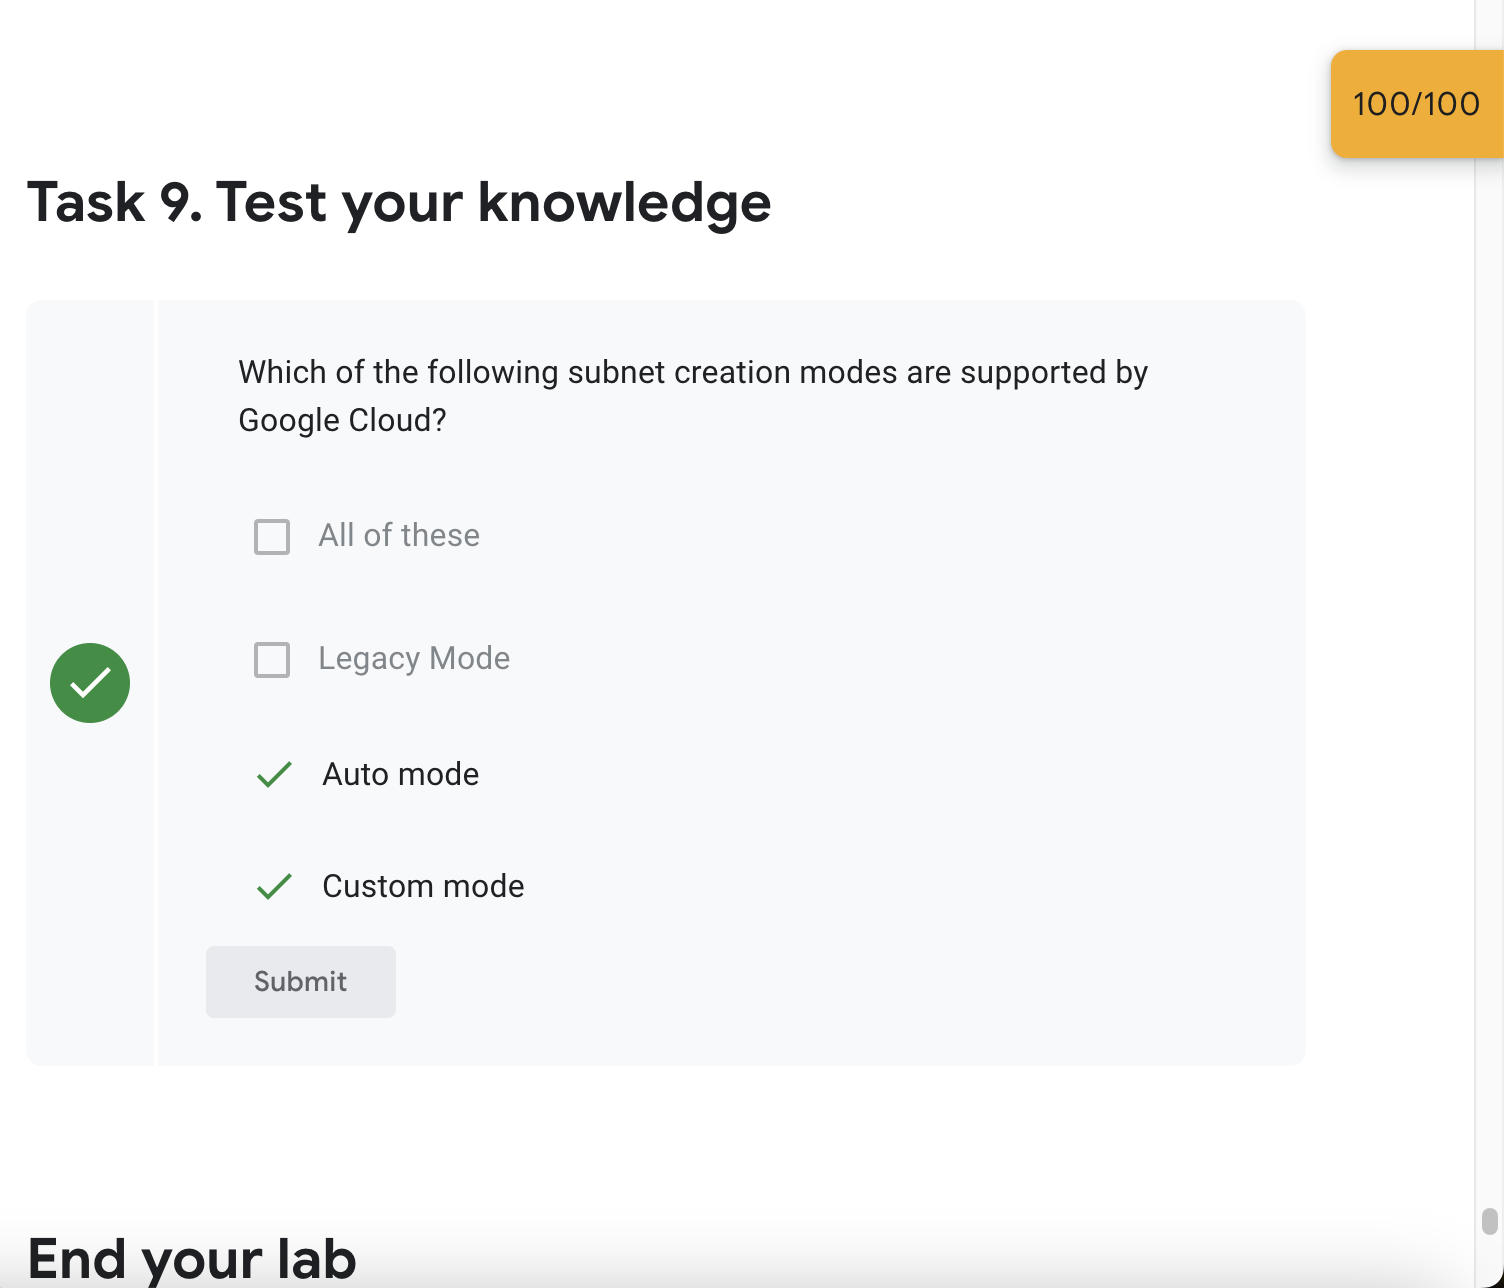 100/100
Task 9. Test your knowledge
Which of the following subnet creation modes are supported by
Google Cloud?
All of these
Legacy Mode
Auto mode
Custom mode
Submit
End your lab